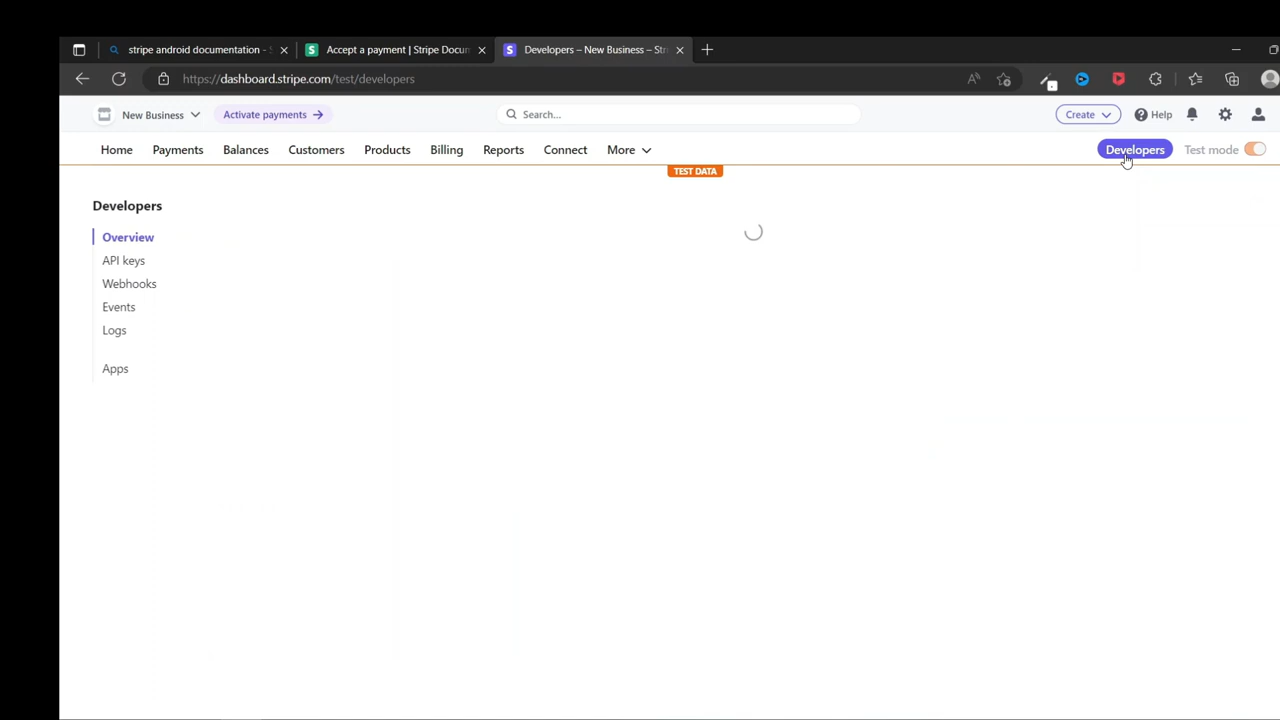 stripe android documentation -
Accept a payment | Stripe Docum
Developers – New Business – Str
https://dashboard.stripe.com/test/developers
New Business
Activate payments →
Search...
Create
Help
Home
Payments
Balances
Customers
Products
Billing
Reports
Connect
More
Developers
Test mode
TEST DATA
Developers
Overview
API keys
Webhooks
Events
Logs
Apps